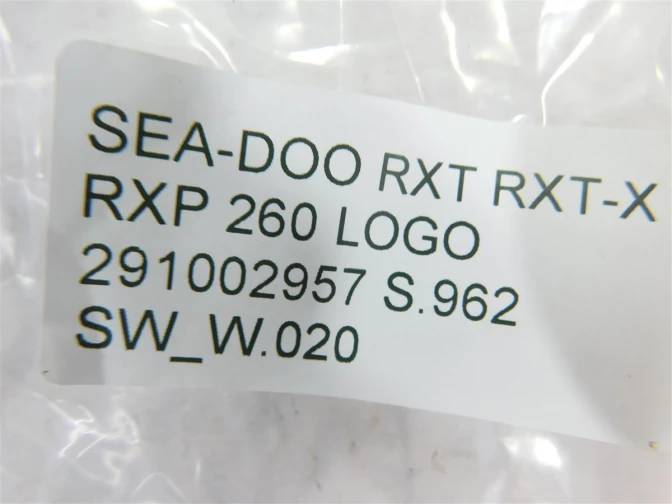 SEA-DOO RXT RXT-X
RXP 260 LOGO
291002957 S.962
SW_W.020